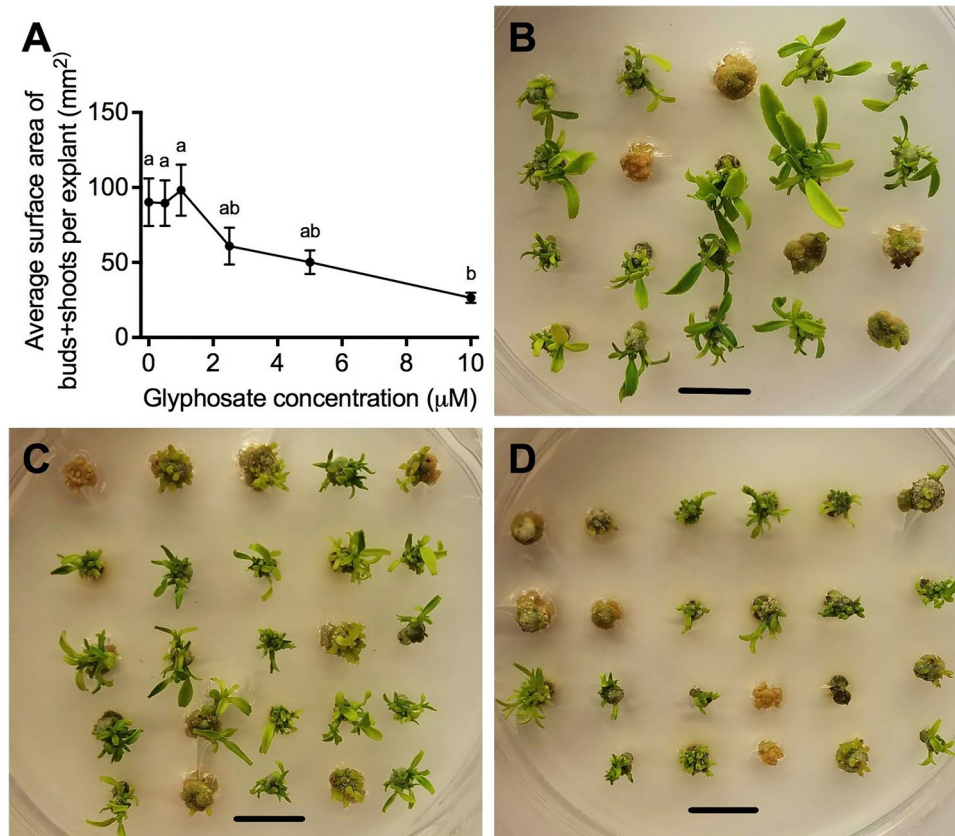 A
Average surface area of
buds+shoots per explant (mm²)
150
100
50
0
a
a
a
ab
ab
b
0
2
4
6
8
10
Glyphosate concentration (μM)
B
C
D